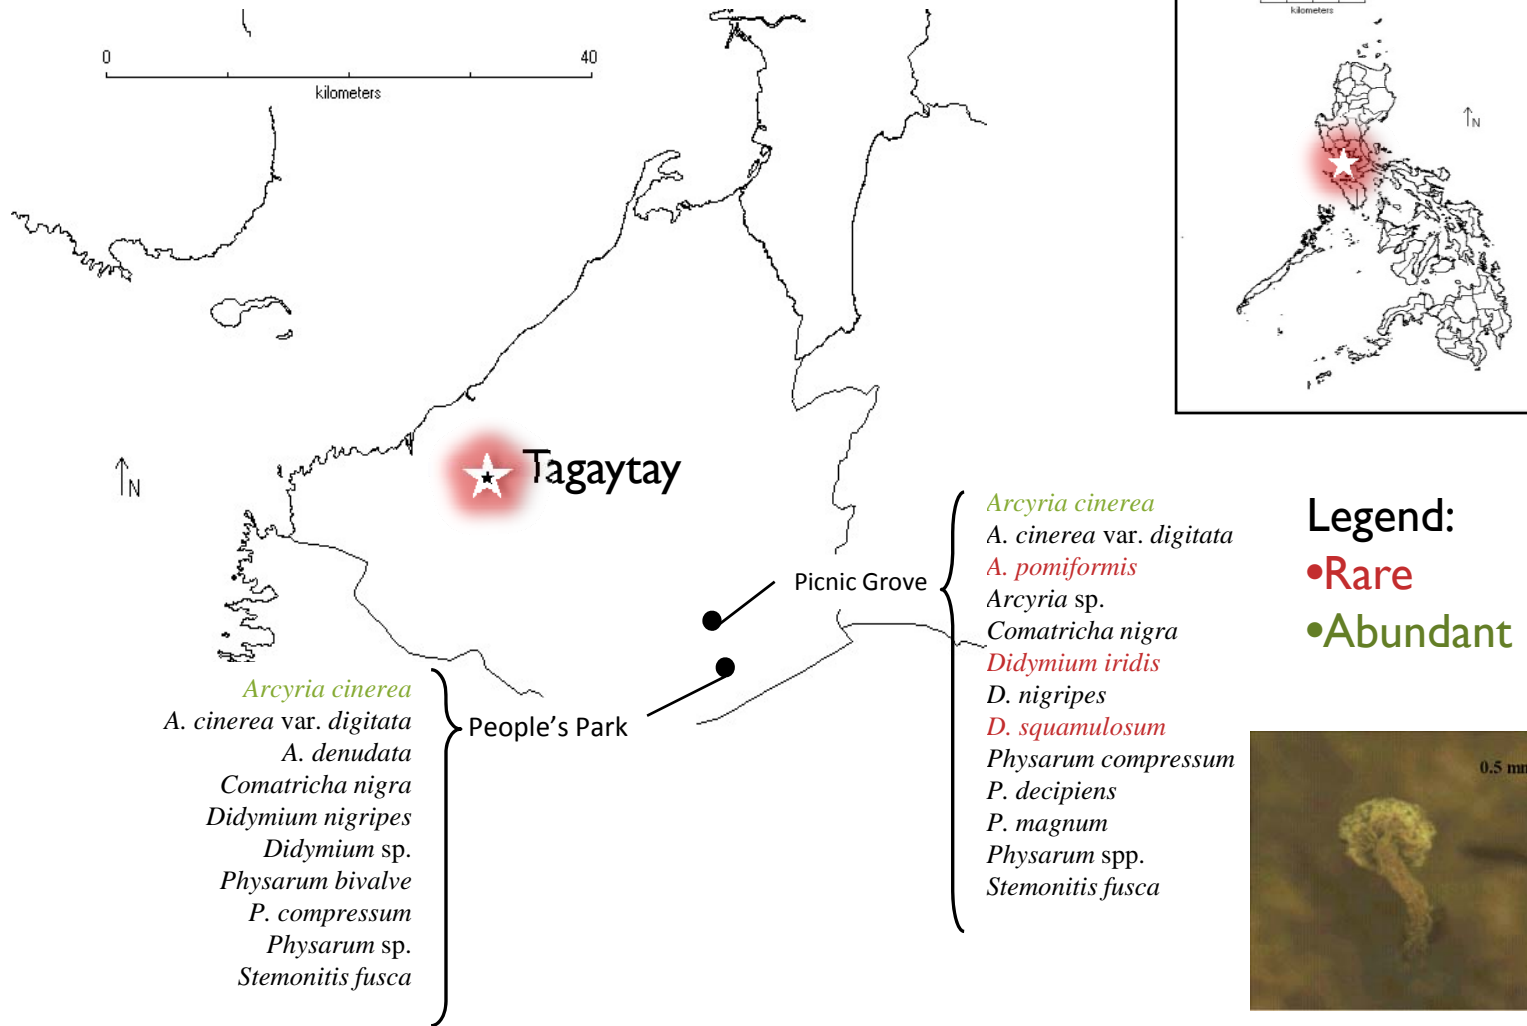 0 40
kilometers
kilometers
N
N
Tagaytay
Picnic Grove
Arcyria cinerea
A. cinerea var. digitata
A. pomiformis
Arcyria sp.
Comatricha nigra
Didymium iridis
D. nigripes
D. squamulosum
Physarum compressum
P. decipiens
P. magnum
Physarum spp.
Stemonitis fusca
Legend:
•Rare
•Abundant
People's Park
Arcyria cinerea
A. cinerea var. digitata
A. denudata
Comatricha nigra
Didymium nigripes
Didymium sp.
Physarum bivalve
P. compressum
Physarum sp.
Stemonitis fusca
0.5